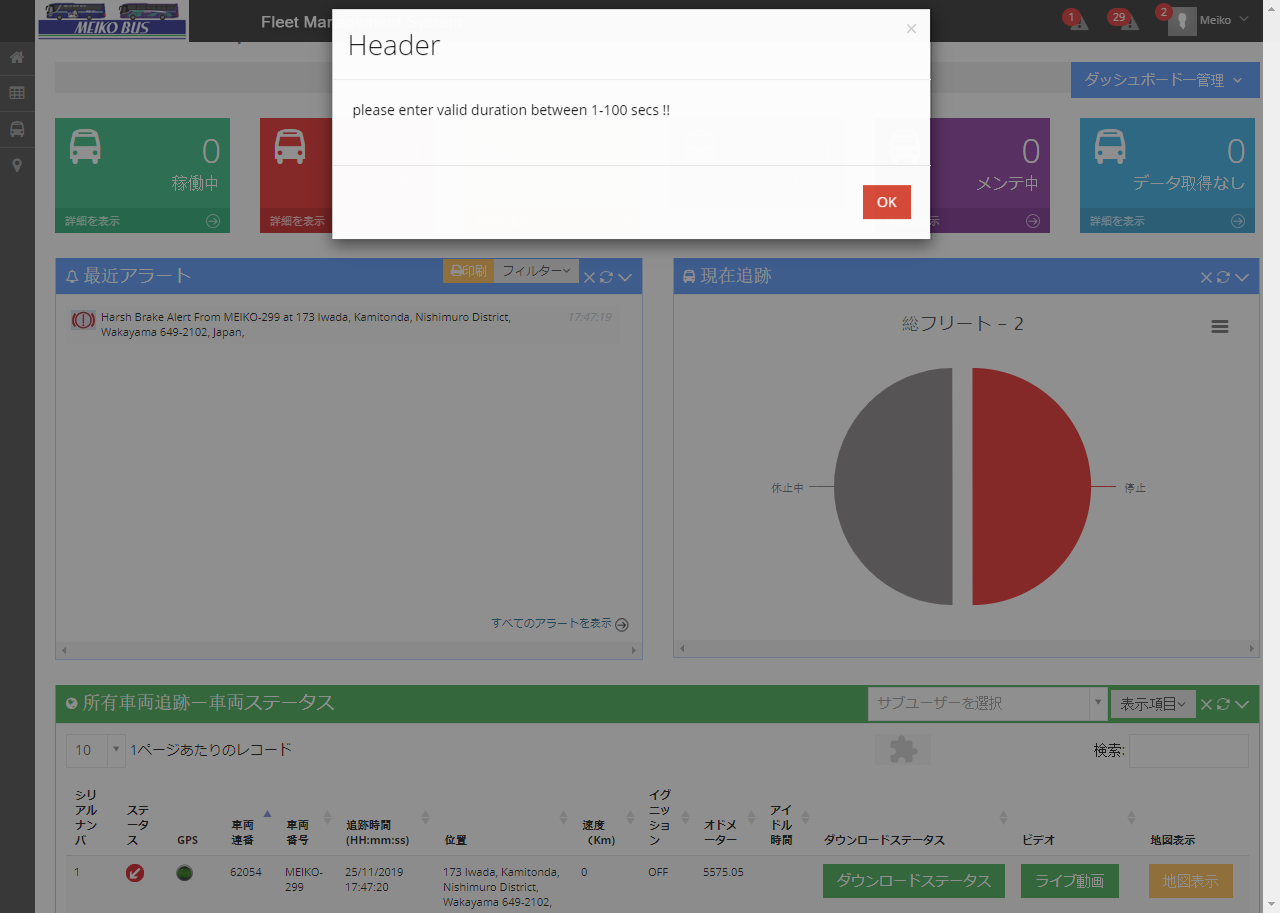 MEIKO BUS
Fleet Man
1
29
2
Meiko
Header
×
please enter valid duration between 1-100 secs !!
OK
ダッシュボードー管理
0
稼働中
詳細を表示
詳細を表示
0
メンテ中
示
0
データ取得なし
詳細を表示
最近アラート
印刷
フィルター
現在追跡
Harsh Brake Alert From MEIKO-299 at 173 Iwada, Kamitonda, Nishimuro District,
Wakayama 649-2102, Japan,
17:47:19
すべてのアラートを表示
総フリート – 2
休止中
停止
所有車両追跡ー車両ステータス
サブユーザーを選択
表示項目
10
1ページあたりのレコード
検索:
シリアルナンバ
ステータス
GPS
車両連番
車両番号
追跡時間 (HH:mm:ss)
位置
速度 (Km)
イグニッション
オドメーター
アイドル時間
ダウンロードステータス
ビデオ
地図表示
1
62054
MEIKO-299
25/11/2019 17:47:20
173 Iwada, Kamitonda, Nishimuro District, Wakayama 649-2102,
0
OFF
5575.05
ダウンロードステータス
ライブ動画
地図表示